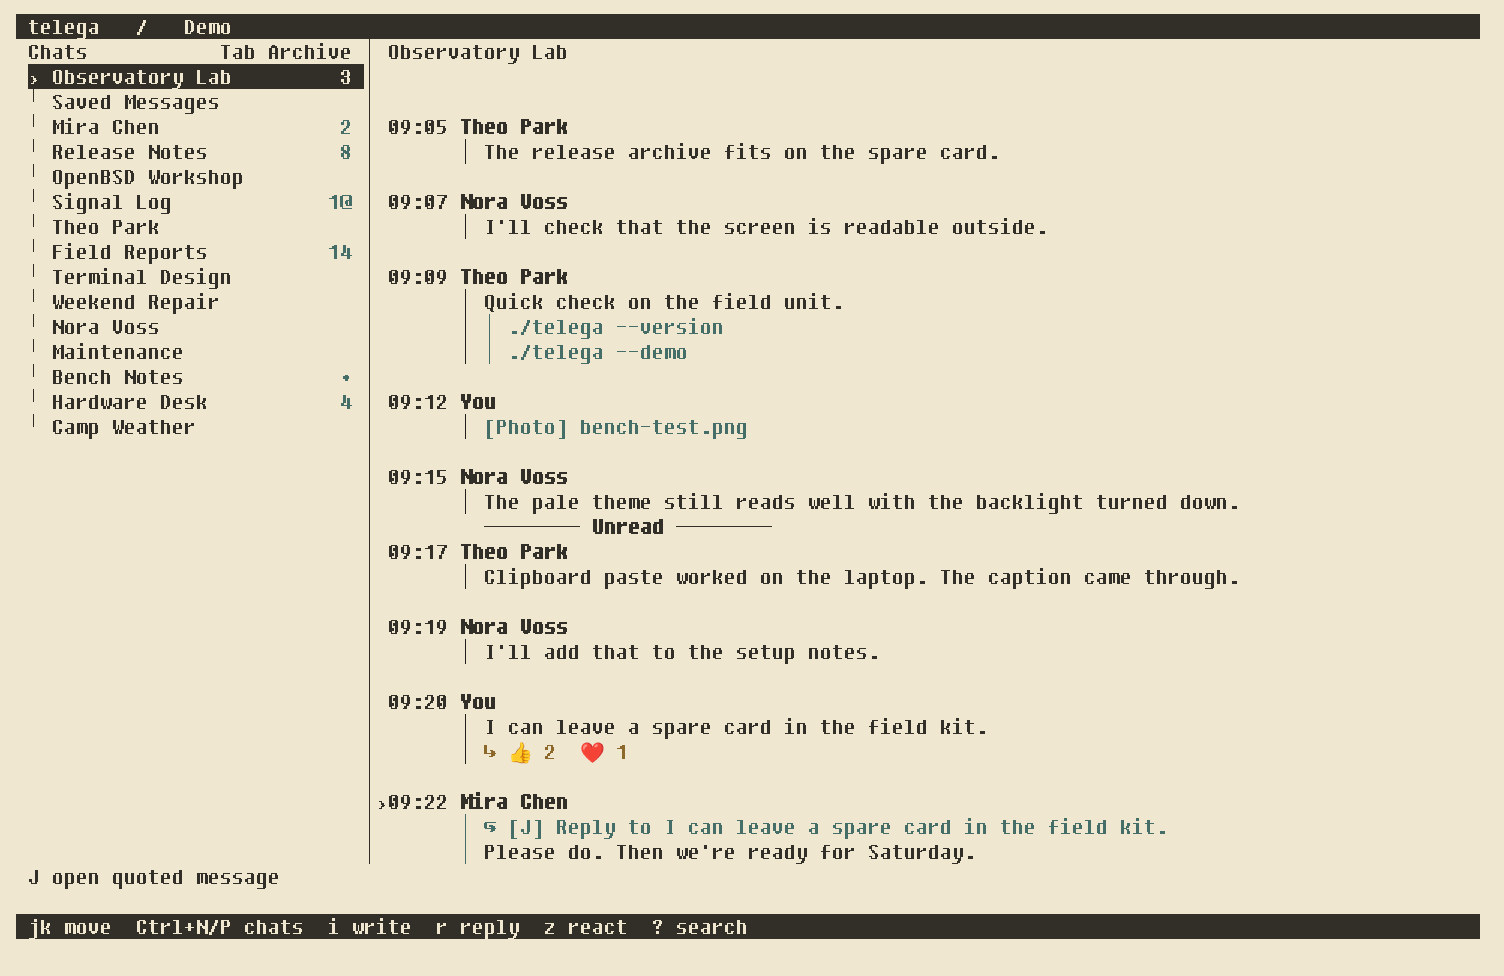 telega / Demo
Chats Tab Archive
› Observatory Lab 3
Saved Messages
Mira Chen 2
Release Notes 8
OpenBSD Workshop
Signal Log 1@
Theo Park
Field Reports 14
Terminal Design
Weekend Repair
Nora Voss
Maintenance
Bench Notes •
Hardware Desk 4
Camp Weather
Observatory Lab
09:05 Theo Park
The release archive fits on the spare card.
09:07 Nora Voss
I'll check that the screen is readable outside.
09:09 Theo Park
Quick check on the field unit.
./telega --version
./telega --demo
09:12 You
[Photo] bench-test.png
09:15 Nora Voss
The pale theme still reads well with the backlight turned down.
Unread
09:17 Theo Park
Clipboard paste worked on the laptop. The caption came through.
09:19 Nora Voss
I'll add that to the setup notes.
09:20 You
I can leave a spare card in the field kit.
↳ 👍 2 ❤️ 1
›09:22 Mira Chen
[J] Reply to I can leave a spare card in the field kit.
Please do. Then we're ready for Saturday.
J open quoted message
jk move Ctrl+N/P chats i write r reply z react ? search